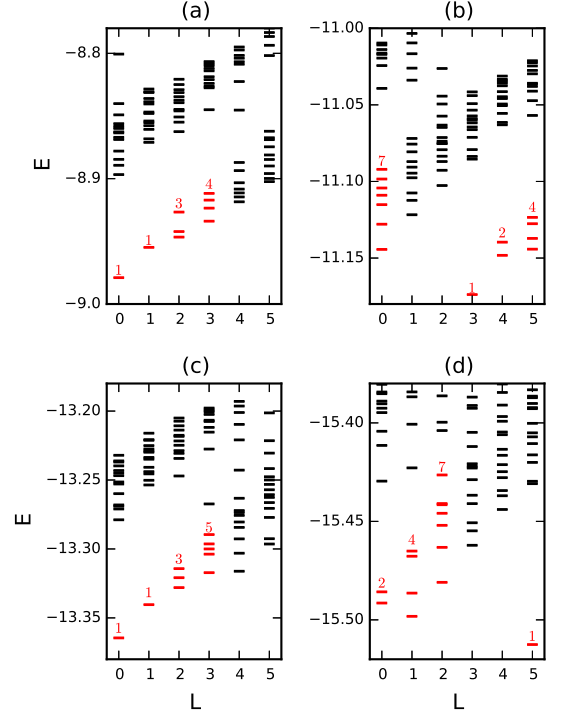 (a) (b)
−8.8
−8.9
−9.0
E
1 1 3 4
0 1 2 3 4 5
−11.00
−11.05
−11.10
−11.15
7 1 2 4
0 1 2 3 4 5
(c) (d)
−13.20
−13.25
−13.30
−13.35
E
1 1 3 5
0 1 2 3 4 5
L
−15.40
−15.45
−15.50
2 4 7 1
0 1 2 3 4 5
L